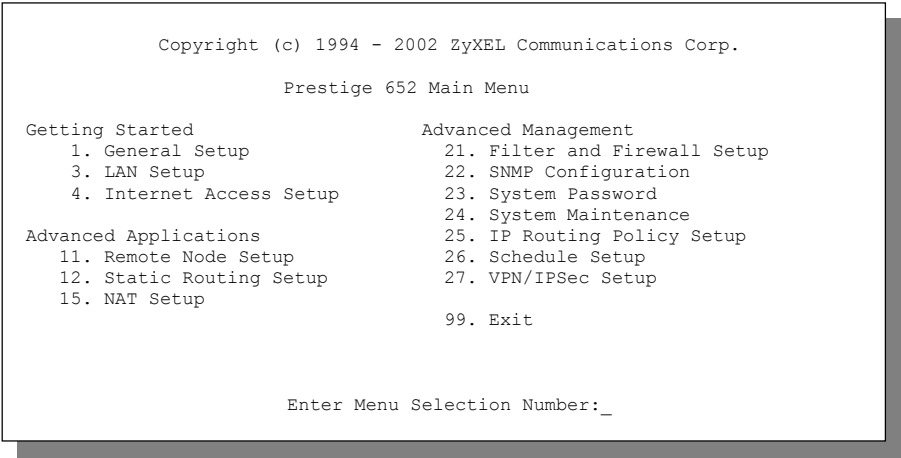 Copyright (c) 1994 - 2002 ZyXEL Communications Corp.
Prestige 652 Main Menu
Getting Started
1. General Setup
3. LAN Setup
4. Internet Access Setup
Advanced Applications
11. Remote Node Setup
12. Static Routing Setup
15. NAT Setup
Advanced Management
21. Filter and Firewall Setup
22. SNMP Configuration
23. System Password
24. System Maintenance
25. IP Routing Policy Setup
26. Schedule Setup
27. VPN/IPSec Setup
99. Exit
Enter Menu Selection Number:_